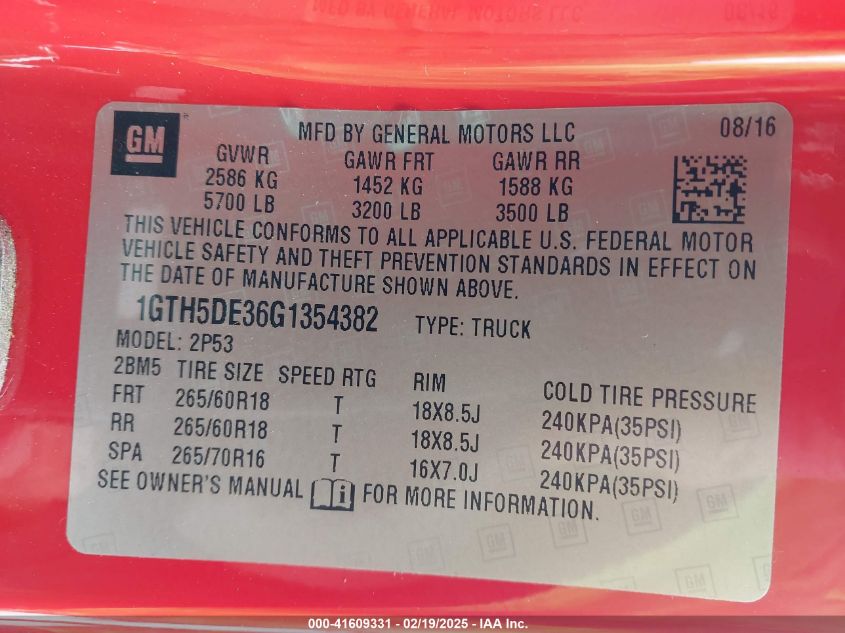 GM
MFD BY GENERAL MOTORS LLC
08/16
GVWR GAWR FRT GAWR RR
2586 KG 1452 KG 1588 KG
5700 LB 3200 LB 3500 LB
THIS VEHICLE CONFORMS TO ALL APPLICABLE U.S. FEDERAL MOTOR
VEHICLE SAFETY AND THEFT PREVENTION STANDARDS IN EFFECT ON
THE DATE OF MANUFACTURE SHOWN ABOVE.
1GTH5DE36G1354382 TYPE: TRUCK
MODEL: 2P53
2BM5 TIRE SIZE SPEED RTG RIM COLD TIRE PRESSURE
FRT 265/60R18 T 18X8.5J 240KPA(35PSI)
RR 265/60R18 T 18X8.5J 240KPA(35PSI)
SPA 265/70R16 T 16X7.0J 240KPA(35PSI)
SEE OWNER'S MANUAL FOR MORE INFORMATION.
000-41609331 - 02/19/2025 - IAA Inc.